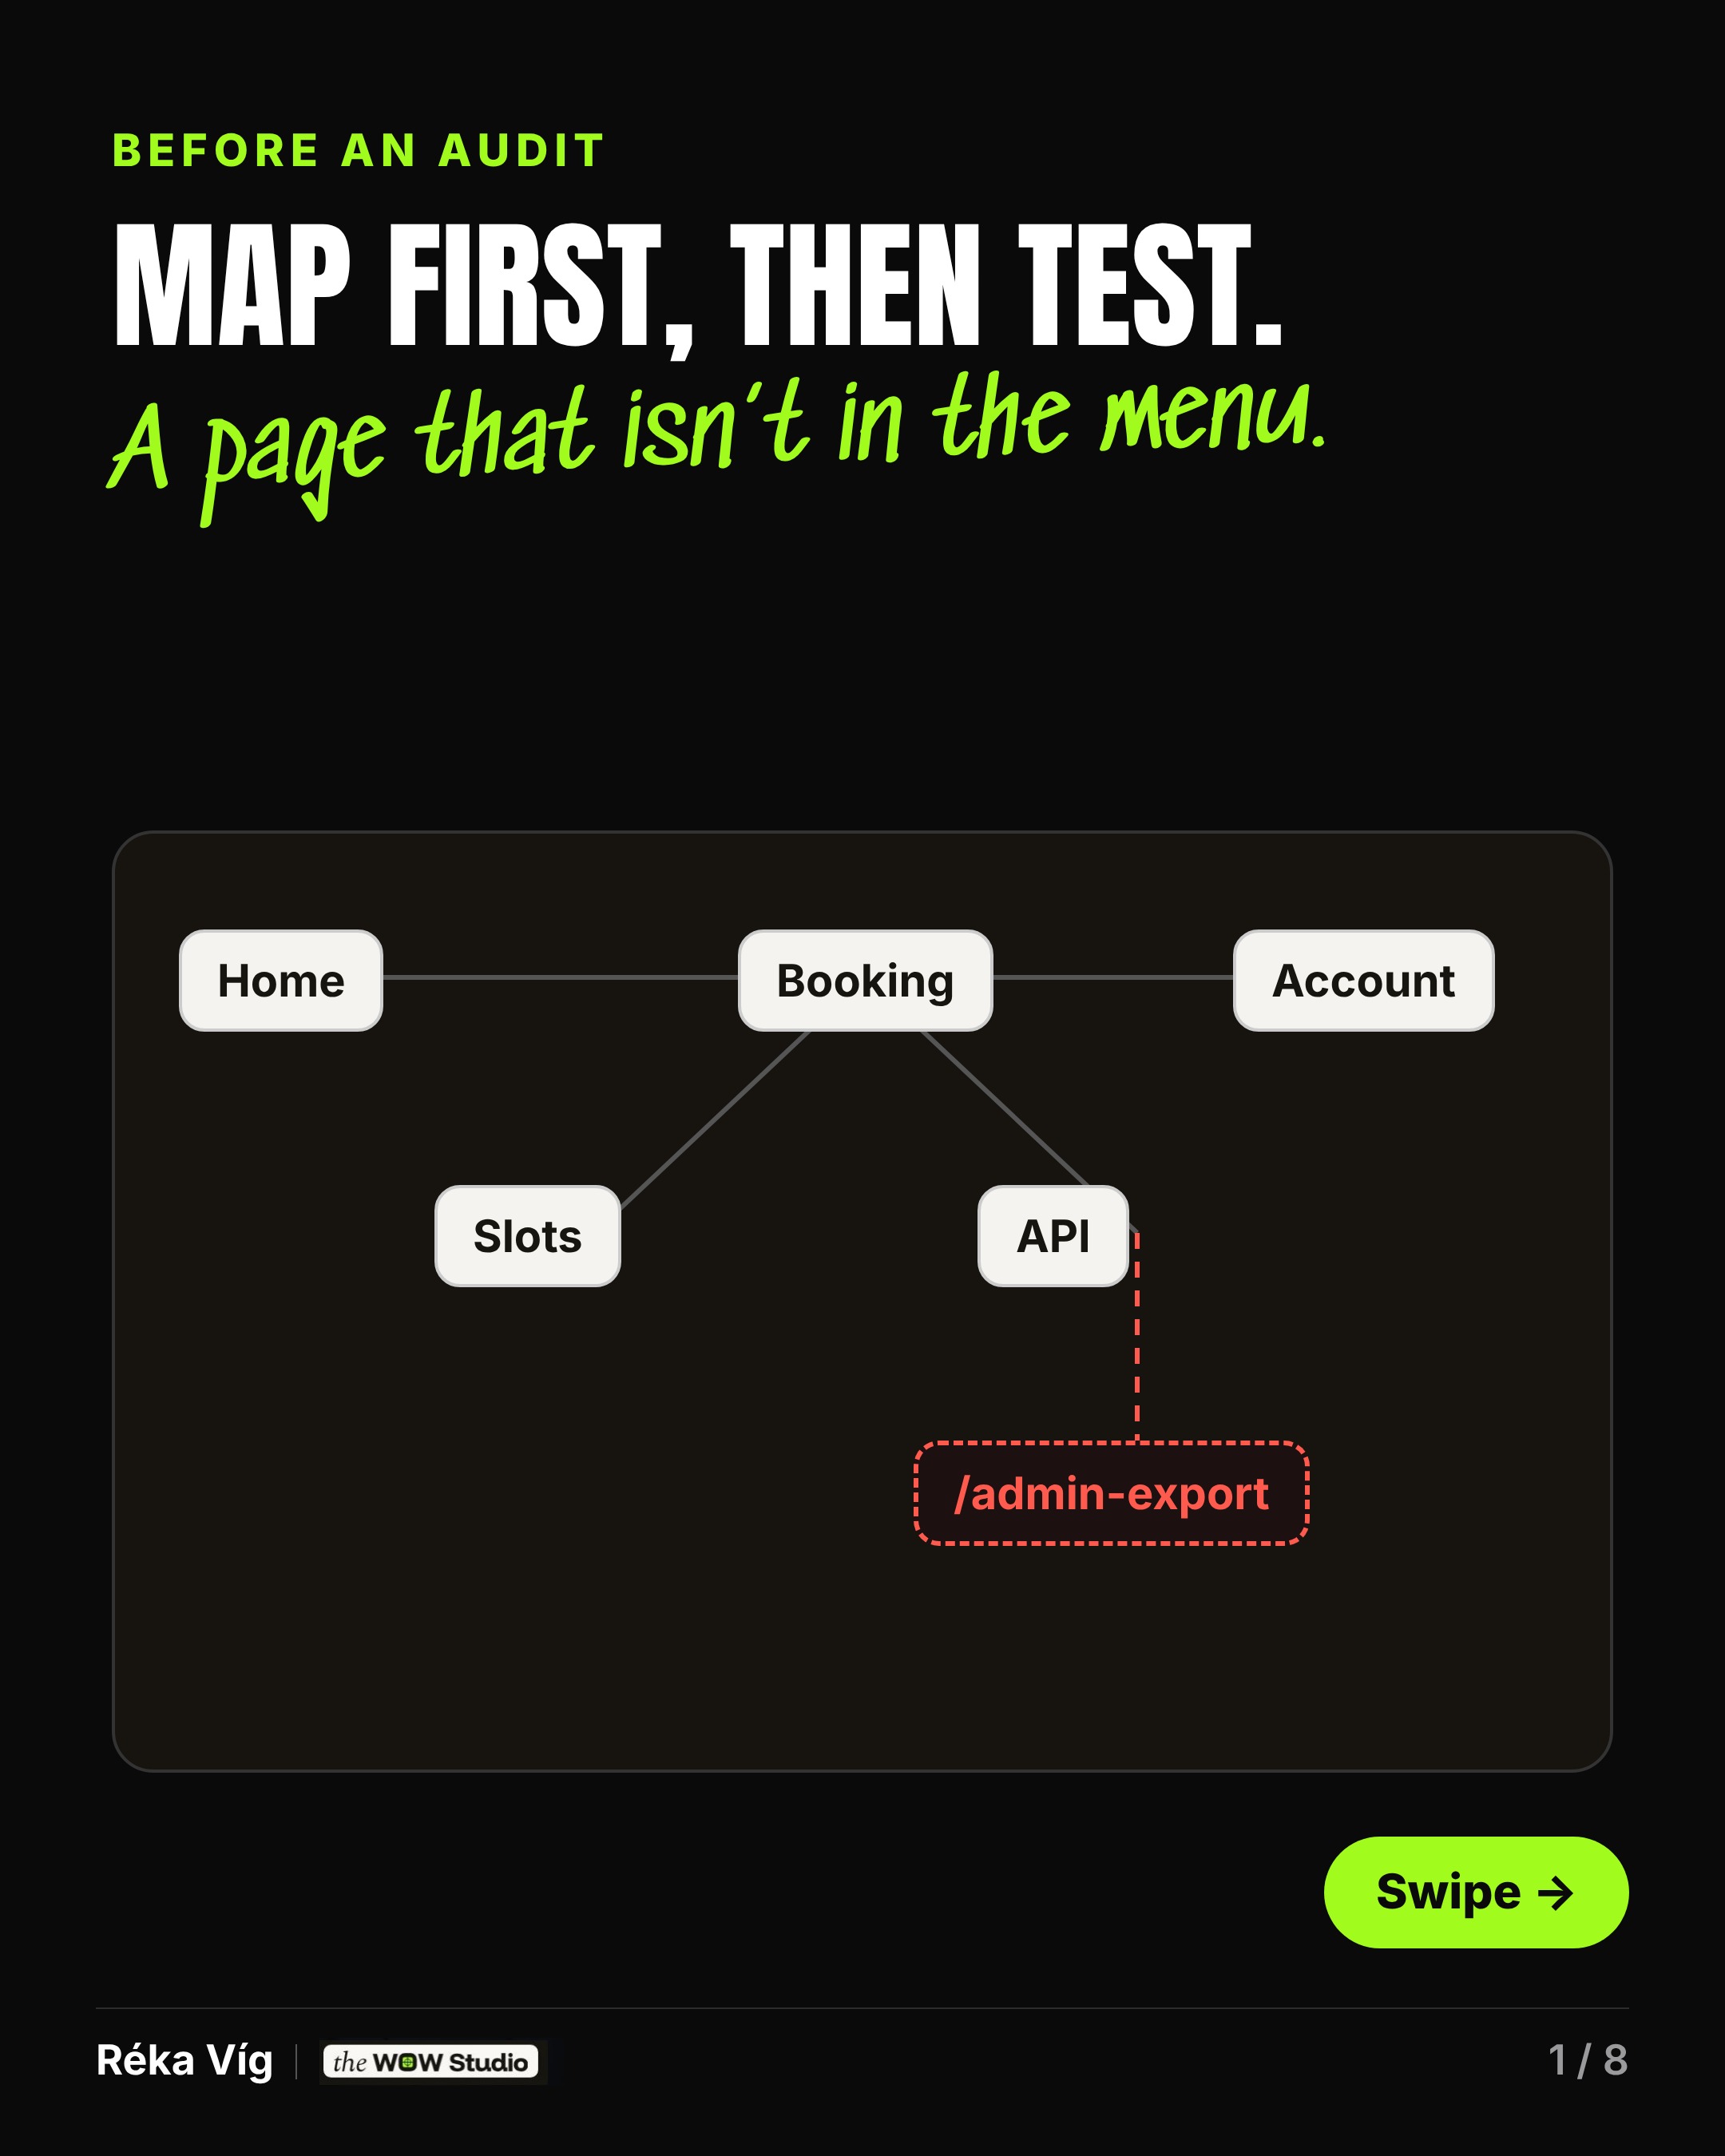 BEFORE AN AUDIT
MAP FIRST, THEN TEST.
A page that isn't in the menu.
Home
Booking
Account
Slots
API
/admin-export
Swipe →
Réka Víg
the WOW Studio
1 / 8